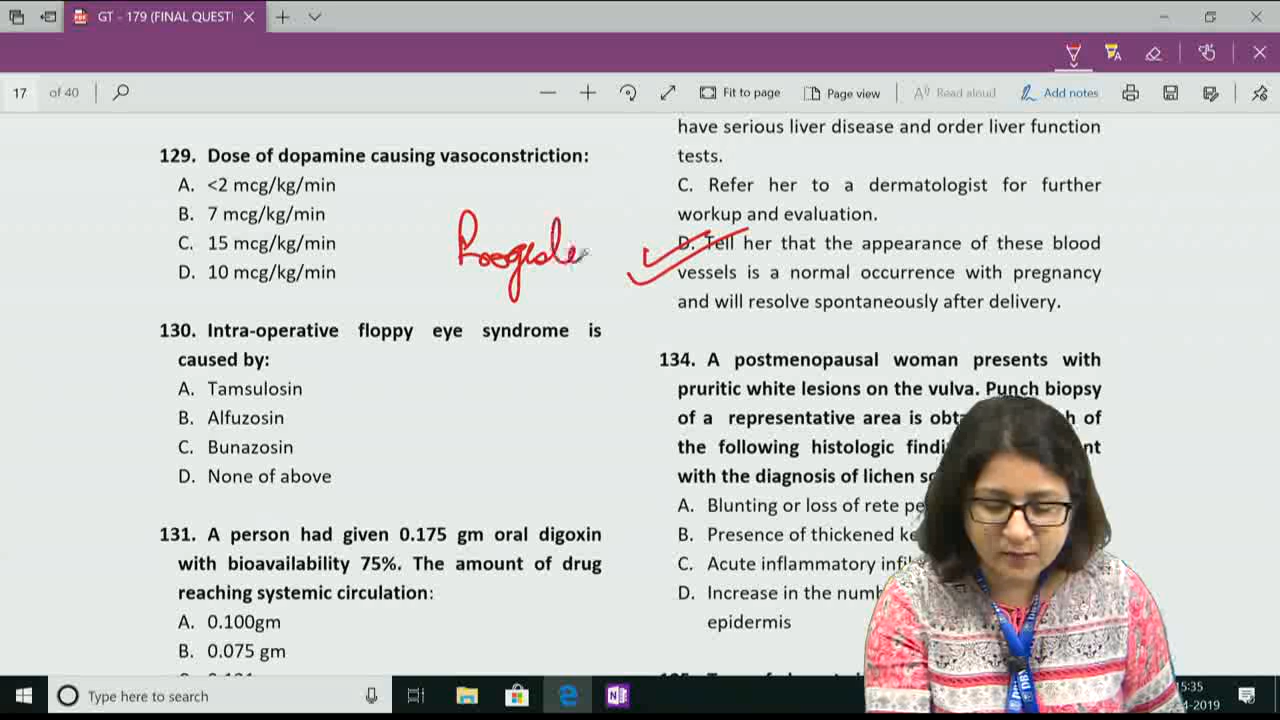 GT - 179 (FINAL QUESTI
17 of 40
Fit to page
Page view
Read aloud
Add notes
129. Dose of dopamine causing vasoconstriction:
A. <2 mcg/kg/min
B. 7 mcg/kg/min
C. 15 mcg/kg/min
D. 10 mcg/kg/min
130. Intra-operative floppy eye syndrome is
caused by:
A. Tamsulosin
B. Alfuzosin
C. Bunazosin
D. None of above
131. A person had given 0.175 gm oral digoxin
with bioavailability 75%. The amount of drug
reaching systemic circulation:
A. 0.100gm
B. 0.075 gm
have serious liver disease and order liver function
tests.
C. Refer her to a dermatologist for further
workup and evaluation.
D. Tell her that the appearance of these blood
vessels is a normal occurrence with pregnancy
and will resolve spontaneously after delivery.
134. A postmenopausal woman presents with
pruritic white lesions on the vulva. Punch biopsy
of a representative area is
of
the following histologic
with the diagnosis of lichen
A. Blunting or loss of rete
B. Presence of thickened
C. Acute inflammatory
D. Increase in the
epidermis
Type here to search
15:35
-2019